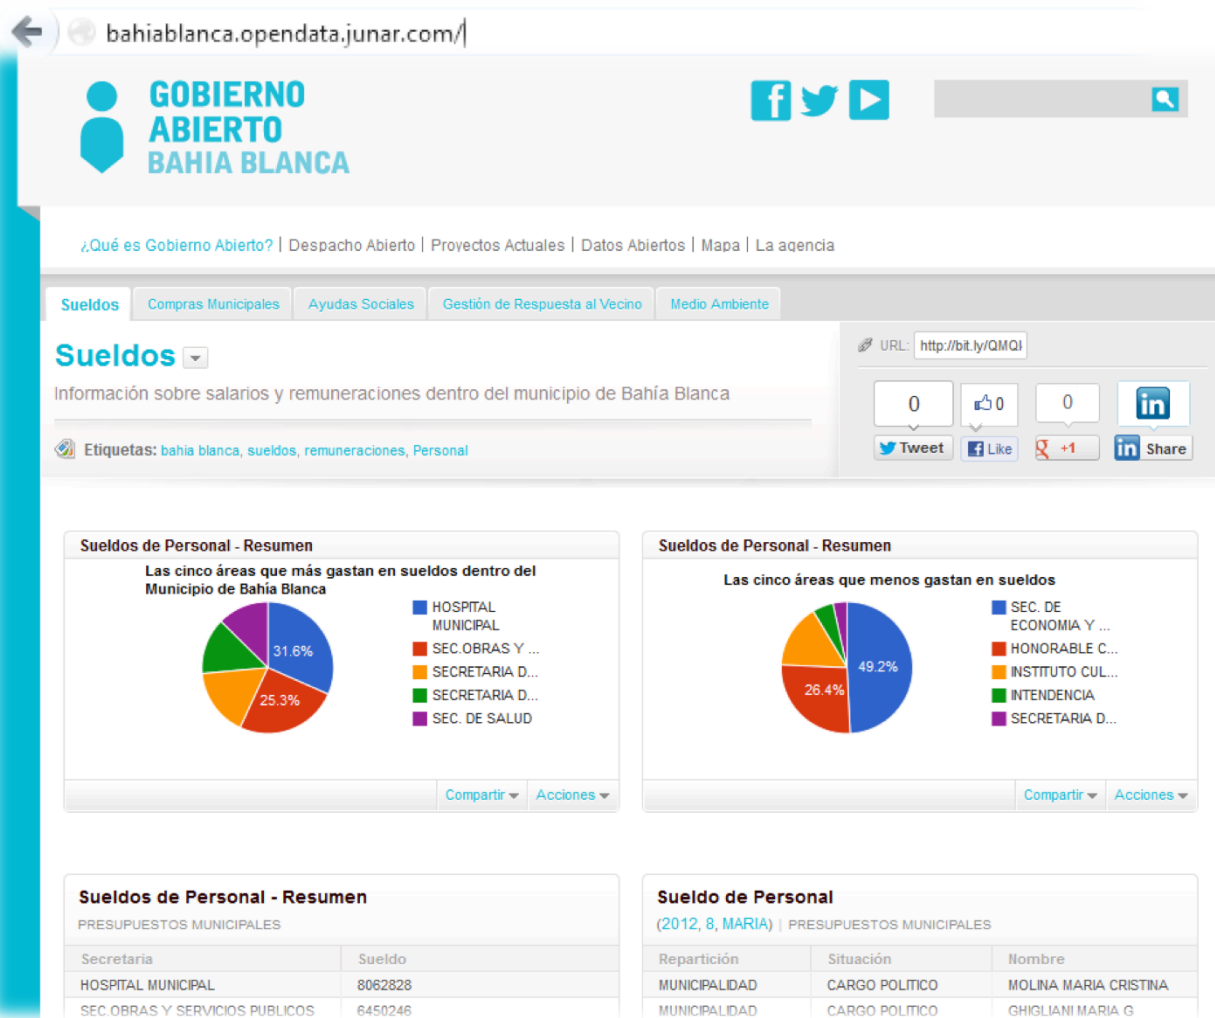 bahiablanca.opendata.junar.com/
GOBIERNO
ABIERTO
BAHIA BLANCA
¿Qué es Gobierno Abierto? | Despacho Abierto | Proyectos Actuales | Datos Abiertos | Mapa | La agencia
Sueldos Compras Municipales Ayudas Sociales Gestión de Respuesta al Vecino Medio Ambiente
Sueldos
Información sobre salarios y remuneraciones dentro del municipio de Bahía Blanca
Etiquetas: bahia blanca, sueldos, remuneraciones, Personal
URL: http://bit.ly/QMQ
0 0 0 in
Tweet Like +1 in Share
Sueldos de Personal - Resumen
Las cinco áreas que más gastan en sueldos dentro del
Municipio de Bahía Blanca
31.6%
25.3%
HOSPITAL
MUNICIPAL
SEC.OBRAS Y ...
SECRETARIA D...
SECRETARIA D...
SEC. DE SALUD
Compartir Acciones
Sueldos de Personal - Resumen
Las cinco áreas que menos gastan en sueldos
49.2%
26.4%
SEC. DE
ECONOMIA Y ...
HONORABLE C...
INSTITUTO CUL...
INTENDENCIA
SECRETARIA D...
Compartir Acciones
Sueldos de Personal - Resumen
PRESUPUESTOS MUNICIPALES
Secretaria Sueldo
HOSPITAL MUNICIPAL 8062828
SEC.OBRAS Y SERVICIOS PUBLICOS 6450246
Sueldo de Personal
(2012, 8, MARIA) | PRESUPUESTOS MUNICIPALES
Repartición Situación Nombre
MUNICIPALIDAD CARGO POLITICO MOLINA MARIA CRISTINA
MUNICIPALIDAD CARGO POLITICO GHIGLIANI MARIA G